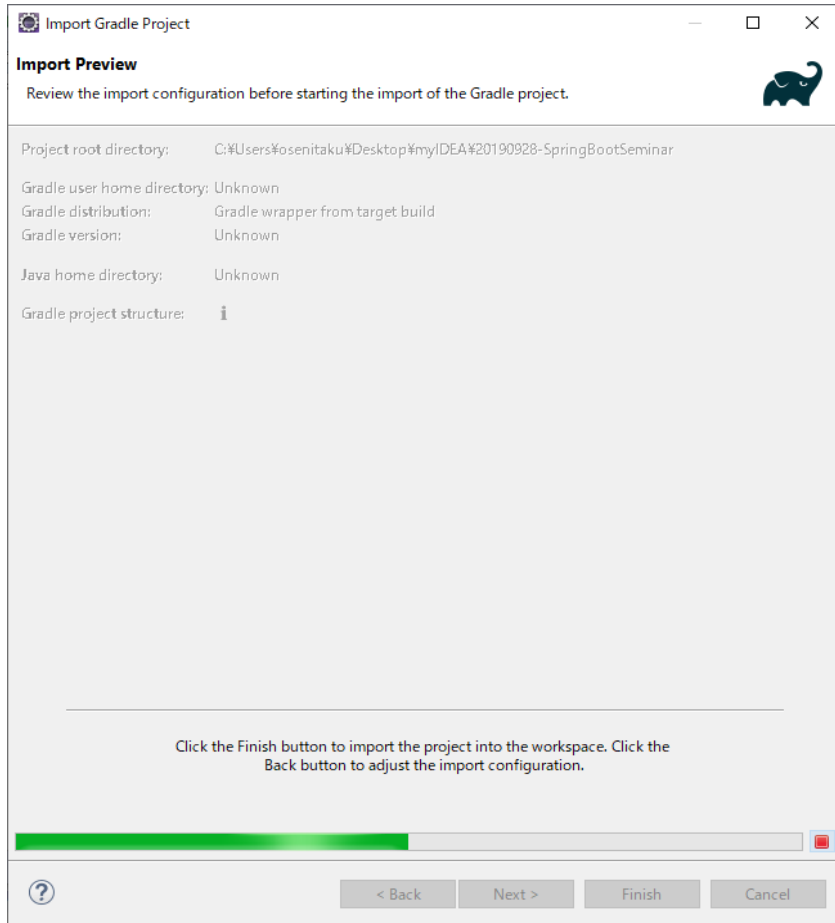 Import Gradle Project
Import Preview
Review the import configuration before starting the import of the Gradle project.
Project root directory: C:¥Users¥osenitaku¥Desktop¥myIDEA¥20190928-SpringBootSeminar
Gradle user home directory: Unknown
Gradle distribution: Gradle wrapper from target build
Gradle version: Unknown
Java home directory: Unknown
Gradle project structure:
Click the Finish button to import the project into the workspace. Click the
Back button to adjust the import configuration.
< Back Next > Finish Cancel